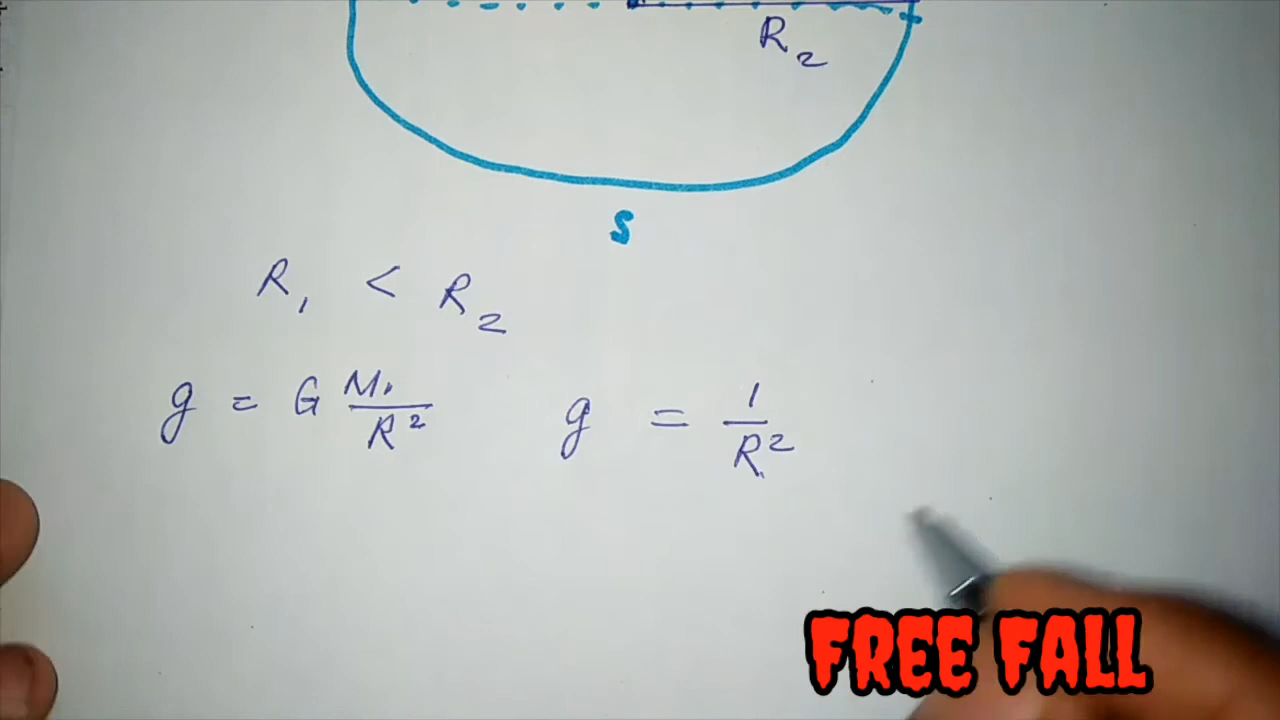 R₂
S
R₁ < R₂
g = G M₁/R² g = 1/R²
FREE FALL